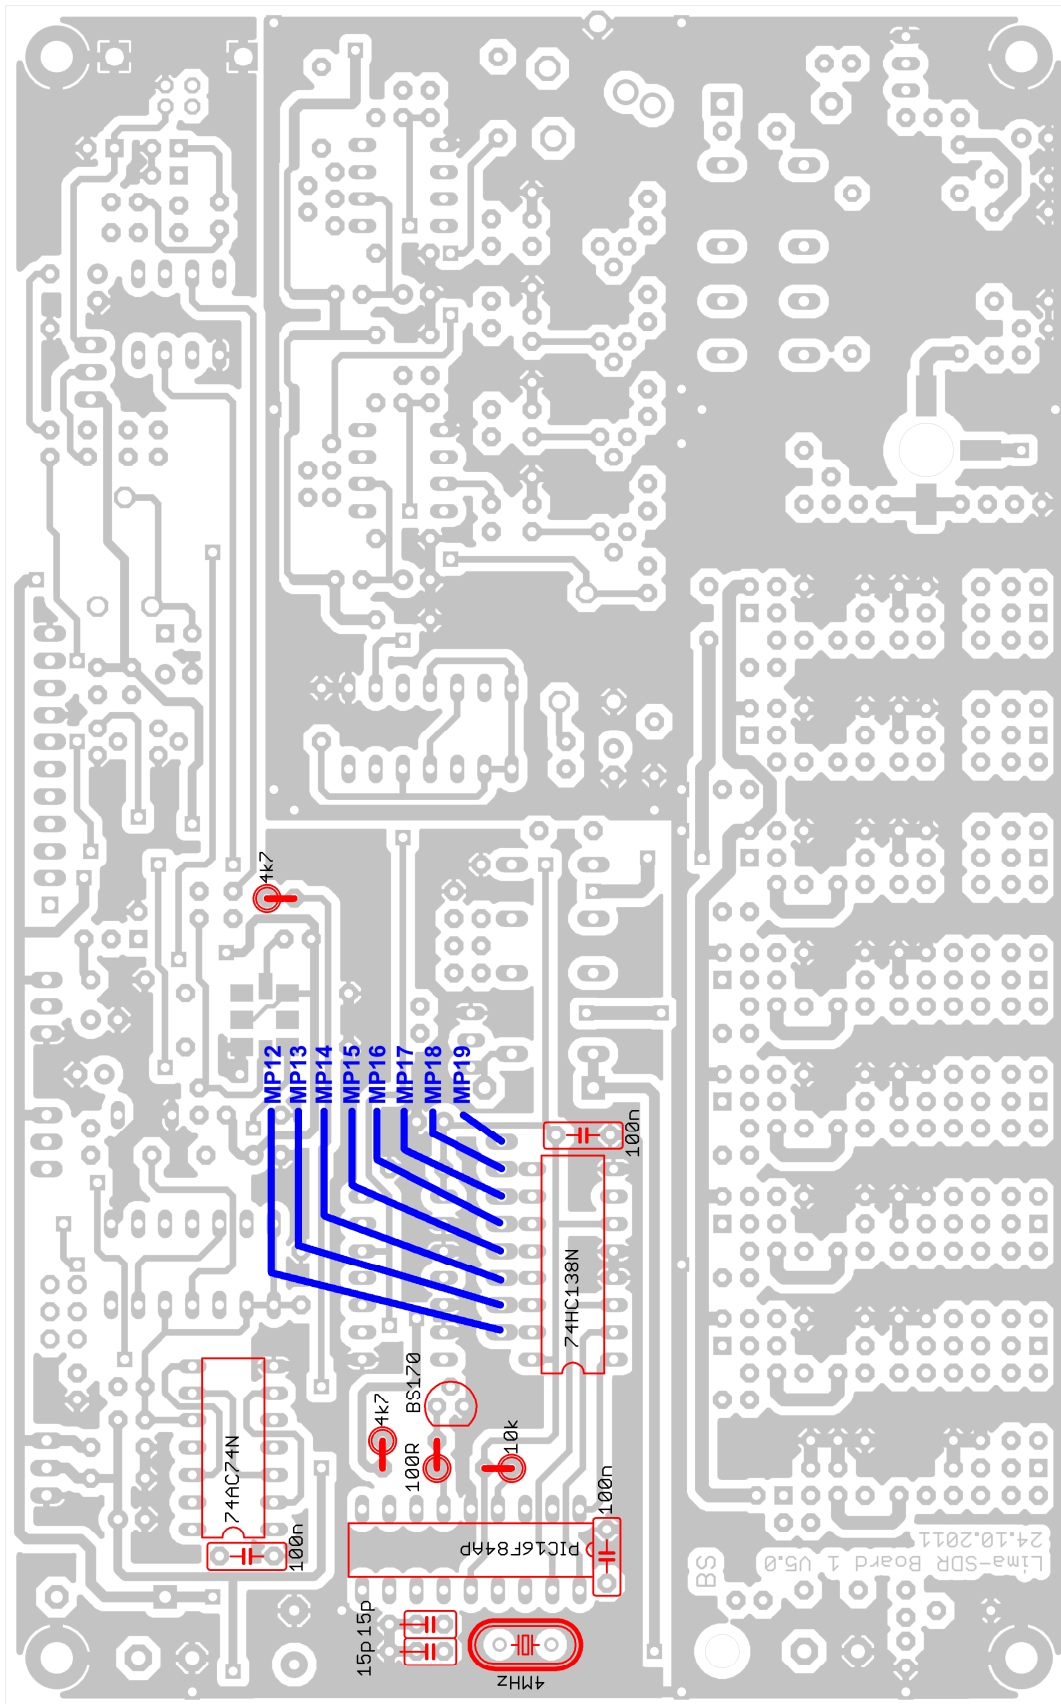 4k7
MP12
MP13
MP14
MP15
MP16
MP17
MP18
MP19
100n
74HC138N
BS170
4k7
100R
10k
74AC74N
100n
100n
PIC16F84AP
15p
15p
4MHz
BS
Lima-SDR Board 1 V5.0
24.10.2011